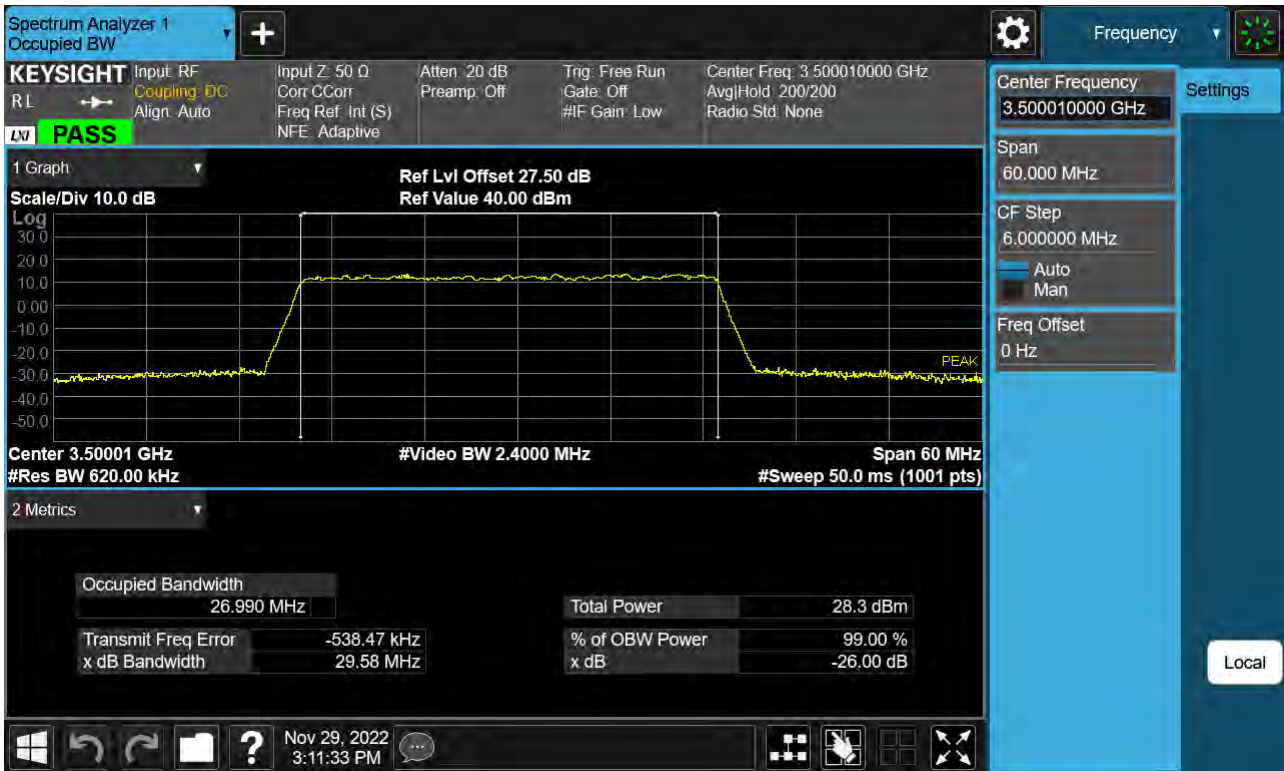 Spectrum Analyzer 1
Occupied BW
Frequency
KEYSIGHT
RL
LXI
PASS
Input: RF
Coupling: DC
Align: Auto
Input Z: 50 Ω
Corr CCorr
Freq Ref: Int (S)
NFE: Adaptive
Atten: 20 dB
Preamp: Off
Trig: Free Run
Gate: Off
#IF Gain: Low
Center Freq: 3.500010000 GHz
Avg|Hold: 200/200
Radio Std: None
Center Frequency
3.500010000 GHz
Settings
Span
60.000 MHz
CF Step
6.000000 MHz
Auto
Man
Freq Offset
0 Hz
Local
1 Graph
Scale/Div 10.0 dB
Ref Lvl Offset 27.50 dB
Ref Value 40.00 dBm
Log
30.0
20.0
10.0
0.00
-10.0
-20.0
-30.0
-40.0
-50.0
PEAK
Center 3.50001 GHz
#Video BW 2.4000 MHz
Span 60 MHz
#Res BW 620.00 kHz
#Sweep 50.0 ms (1001 pts)
2 Metrics
Occupied Bandwidth
26.990 MHz
Total Power 28.3 dBm
Transmit Freq Error -538.47 kHz
% of OBW Power 99.00 %
x dB Bandwidth 29.58 MHz
x dB -26.00 dB
?
Nov 29, 2022
3:11:33 PM